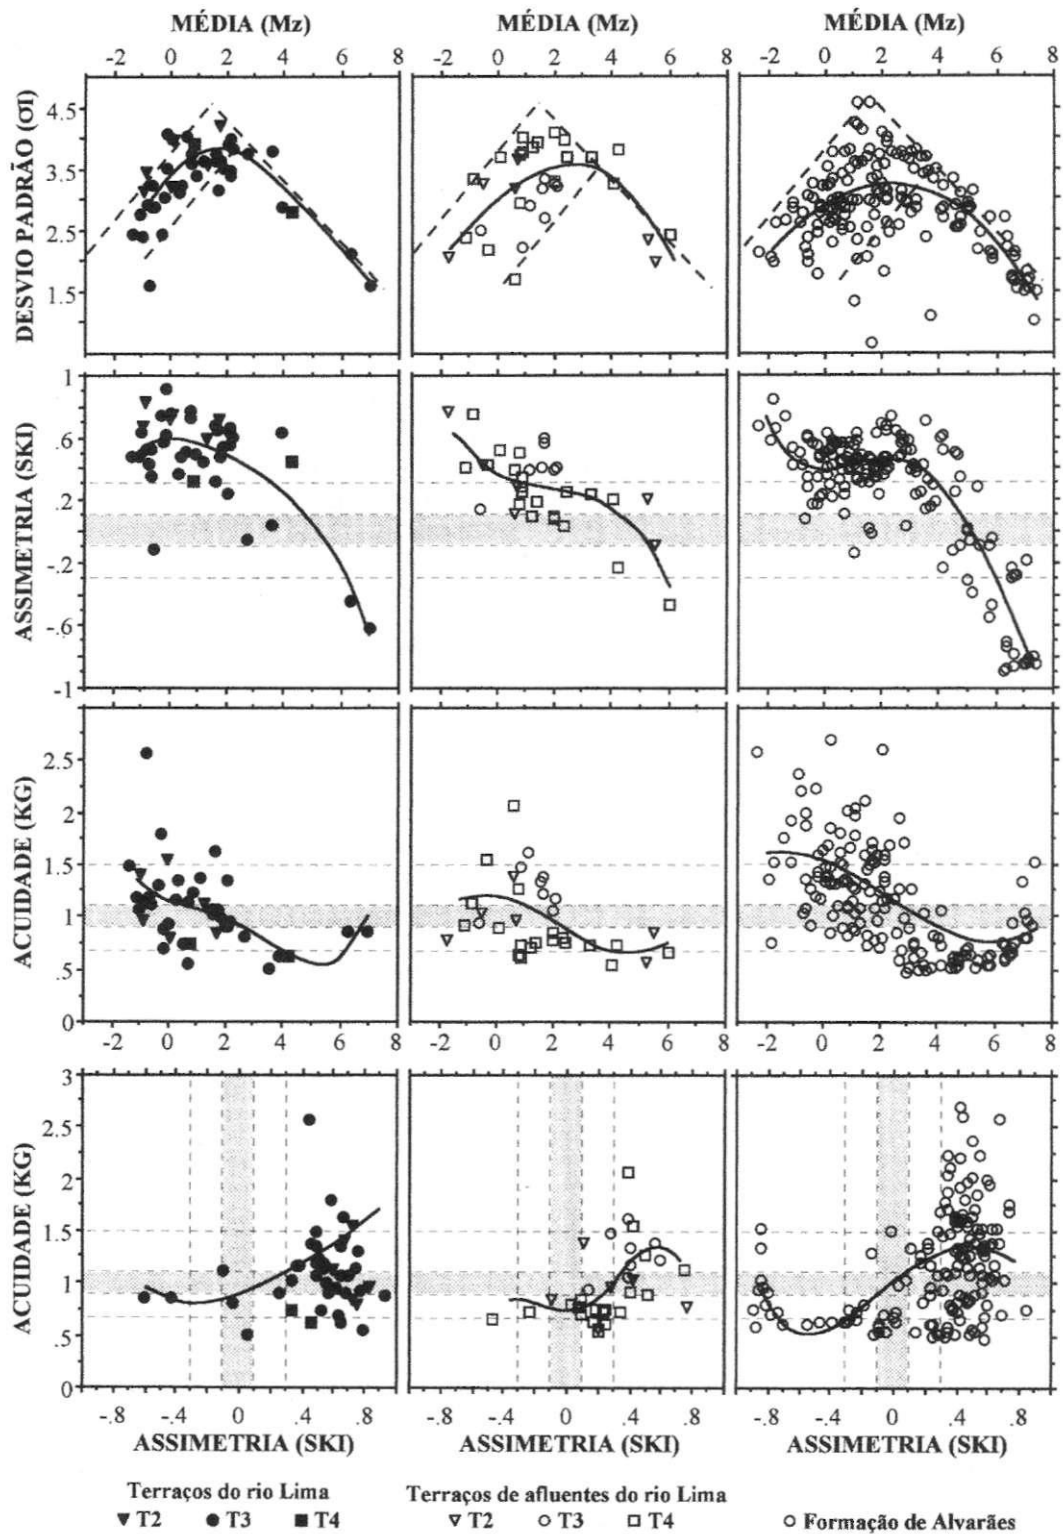 MÉDIA (Mz) MÉDIA (Mz) MÉDIA (Mz)
-2 0 2 4 6 8 -2 0 2 4 6 8 -2 0 2 4 6 8
DESVIO PADRÃO (σI)
4.5
3.5
2.5
1.5
ASSIMETRIA (SKI)
1
.6
.2
-.2
-.6
-1
ACUIDADE (KG)
2.5
2
1.5
1
.5
0
-2 0 2 4 6 8 -2 0 2 4 6 8 -2 0 2 4 6 8
ACUIDADE (KG)
3
2.5
2
1.5
1
.5
0
-.8 -.4 0 .4 .8 -.8 -.4 0 .4 .8 -.8 -.4 0 .4 .8
ASSIMETRIA (SKI) ASSIMETRIA (SKI) ASSIMETRIA (SKI)
Terraços do rio Lima Terraços de afluentes do rio Lima
T2 T3 T4 T2 T3 T4 Formação de Alvarães